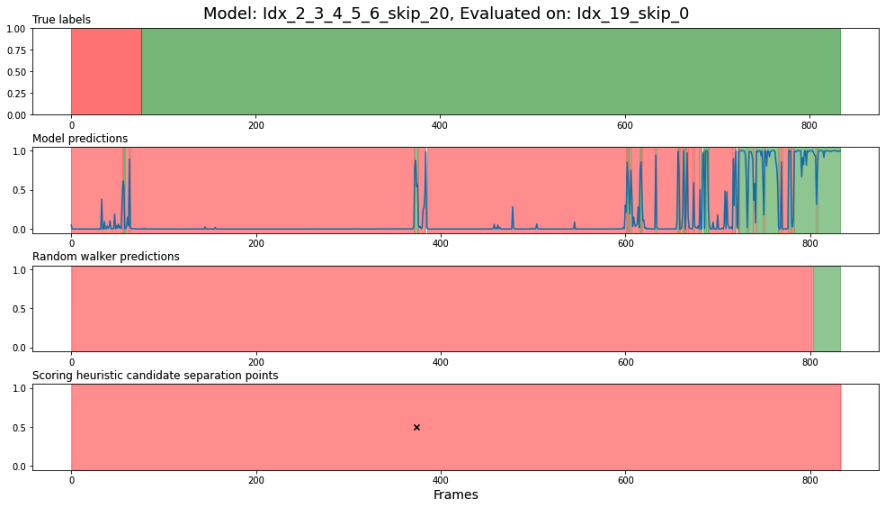 Model: Idx_2_3_4_5_6_skip_20, Evaluated on: Idx_19_skip_0
True labels
1.00
0.75
0.50
0.25
0.00
0 200 400 600 800
Model predictions
1.0
0.5
0.0
0 200 400 600 800
Random walker predictions
1.0
0.5
0.0
0 200 400 600 800
Scoring heuristic candidate separation points
1.0
0.5
0.0
0 200 400 600 800
Frames